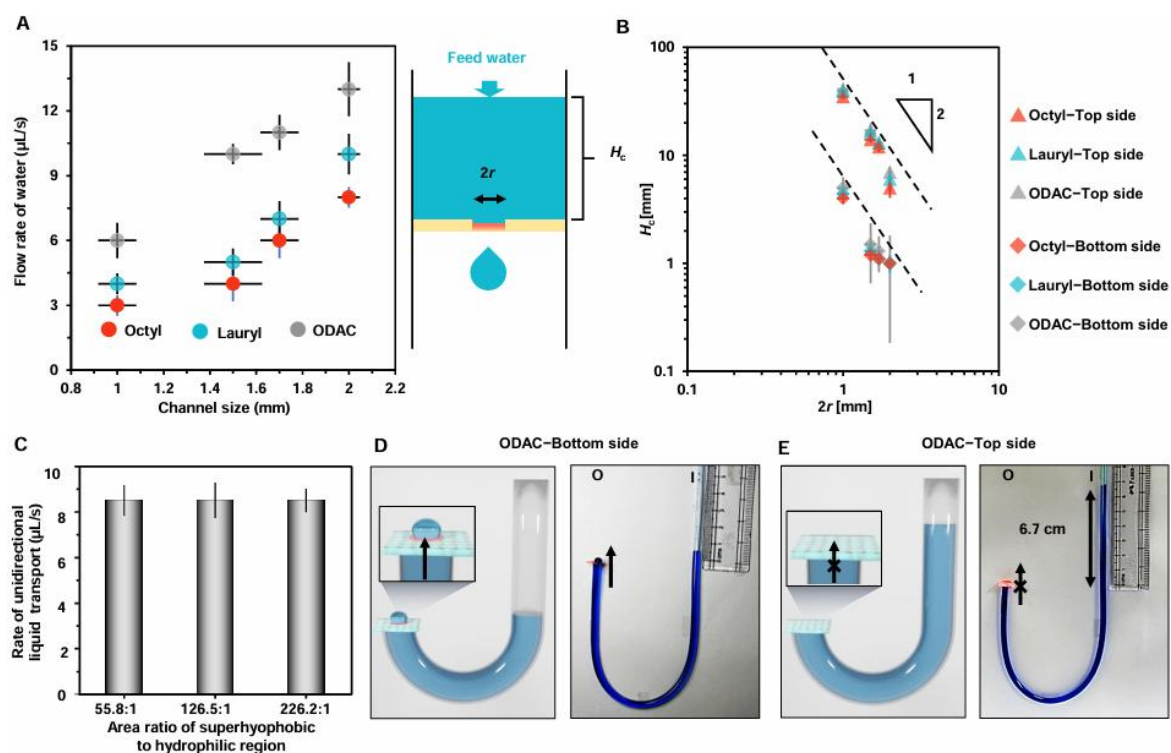 A
15
12
9
6
3
0
Flow rate of water (µL/s)
0.8 1 1.2 1.4 1.6 1.8 2 2.2
Channel size (mm)
Octyl Lauryl ODAC
Feed water
2r
Hc
B
100
10
1
0.1
Hc [mm]
0.1 1 10
2r [mm]
1
2
Octyl−Top side
Lauryl−Top side
ODAC−Top side
Octyl−Bottom side
Lauryl−Bottom side
ODAC−Bottom side
C
10
8
6
4
2
0
Rate of unidirectional
liquid transport (µL/s)
55.8:1 126.5:1 226.2:1
Area ratio of superhyophobic
to hydrophilic region
D
ODAC−Bottom side
O I
E
ODAC−Top side
O I
6.7 cm